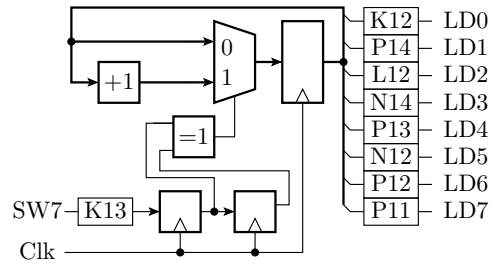 K12 LD0
P14 LD1
0
L12 LD2
+1
1
N14 LD3
P13 LD4
=1
N12 LD5
P12 LD6
SW7 K13
P11 LD7
Clk